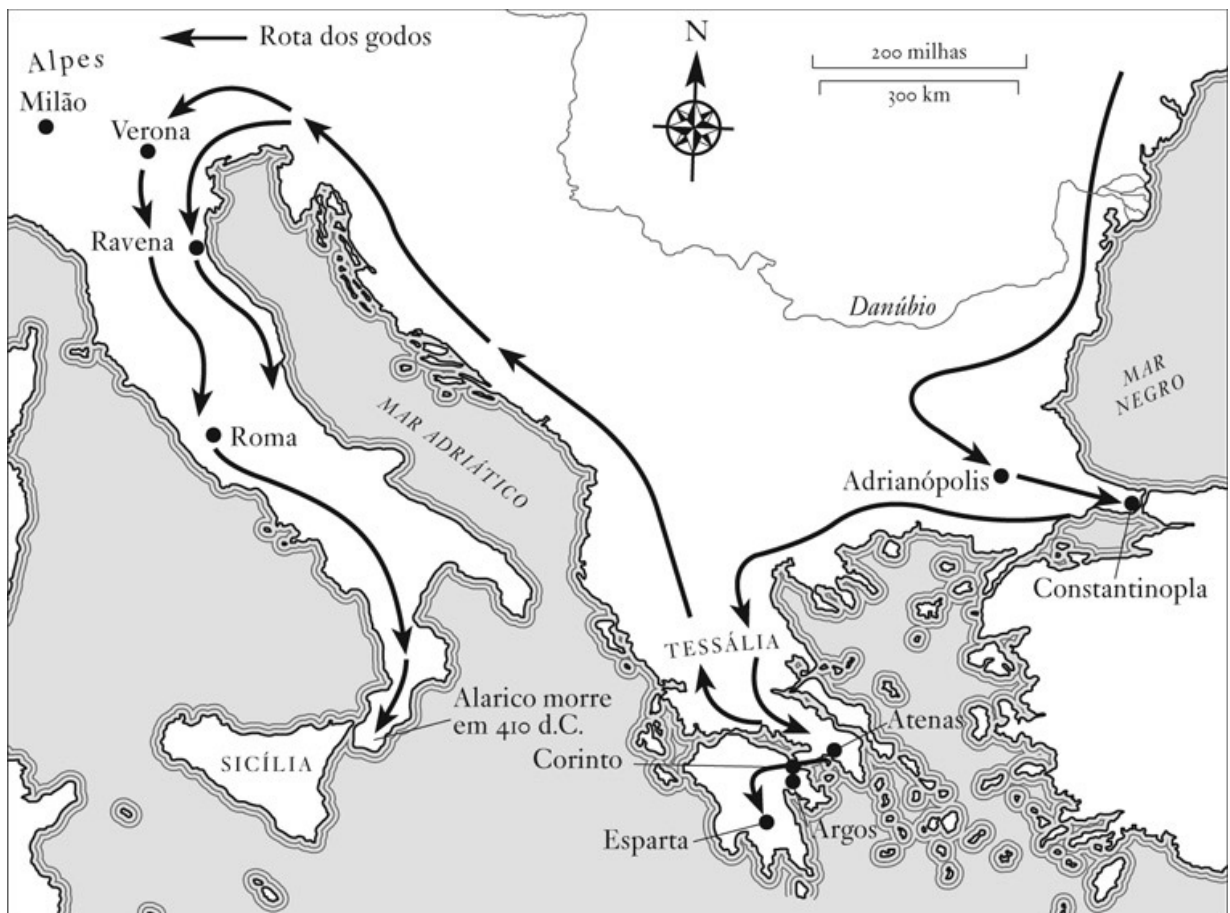 Rota dos godos
N
200 milhas
300 km
Alpes
Milão
Verona
Ravena
Danúbio
MAR
NEGRO
MAR ADRIÁTICO
Roma
Adrianópolis
Constantinopla
TESSÁLIA
Alarico morre
em 410 d.C.
Atenas
SICÍLIA
Corinto
Esparta
Argos